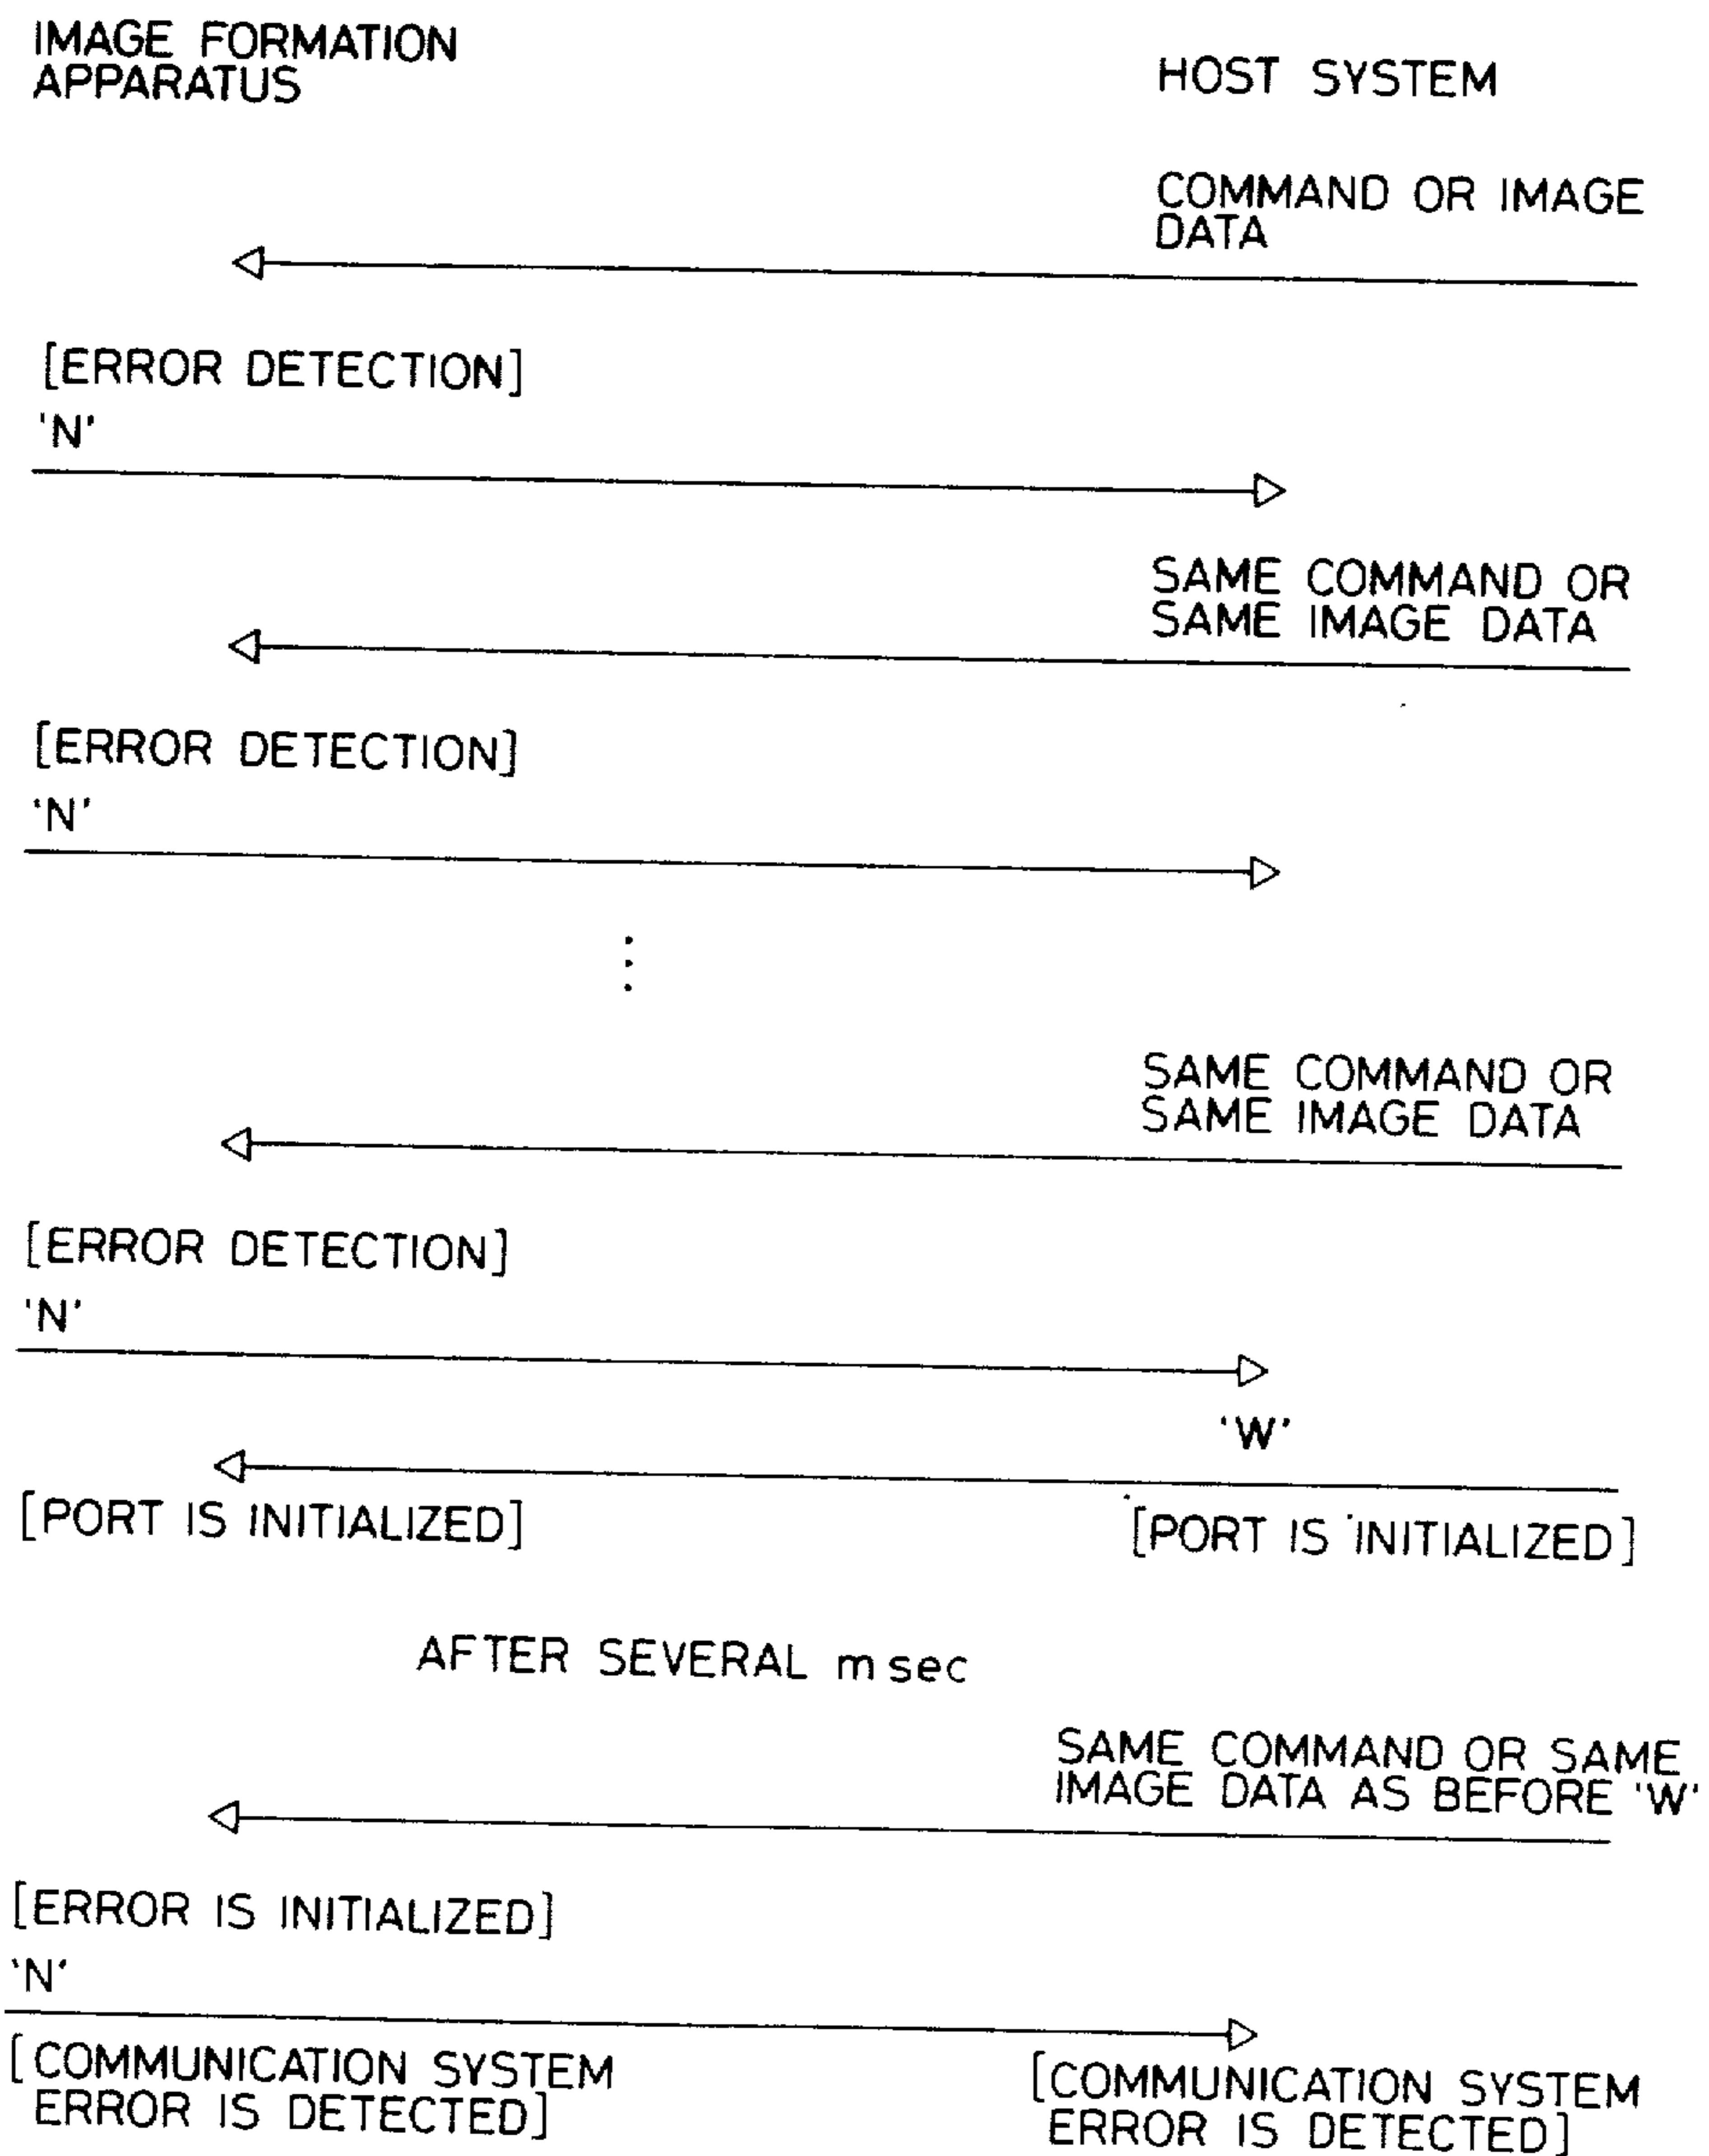 IMAGE FORMATION
APPARATUS
HOST SYSTEM
COMMAND OR IMAGE
DATA
[ERROR DETECTION]
'N'
SAME COMMAND OR
SAME IMAGE DATA
[ERROR DETECTION]
'N'
SAME COMMAND OR
SAME IMAGE DATA
[ERROR DETECTION]
'N'
'W'
[PORT IS INITIALIZED]
[PORT IS INITIALIZED]
AFTER SEVERAL msec
SAME COMMAND OR SAME
IMAGE DATA AS BEFORE 'W'
[ERROR IS INITIALIZED]
'N'
[COMMUNICATION SYSTEM
ERROR IS DETECTED]
[COMMUNICATION SYSTEM
ERROR IS DETECTED]